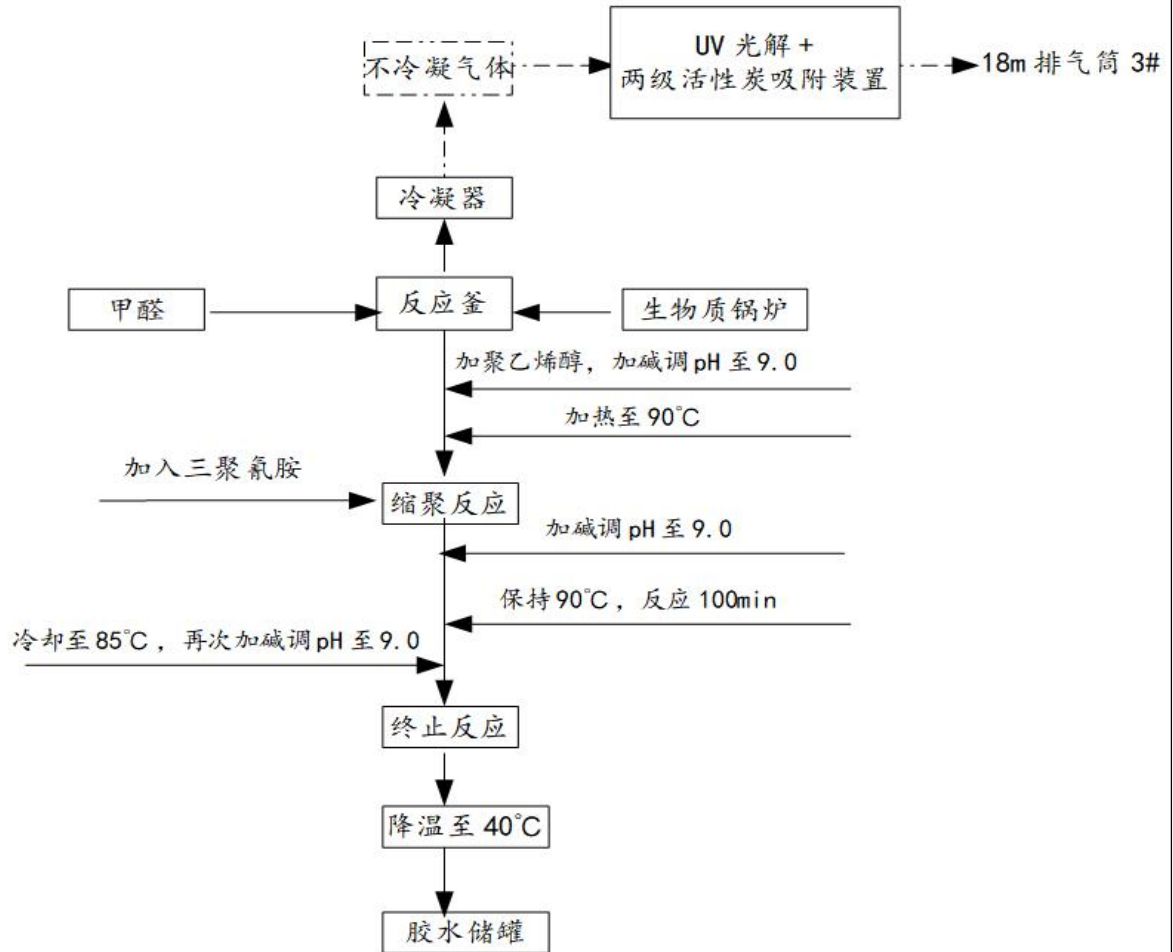 不冷凝气体
UV 光解 +
两级活性炭吸附装置
18m 排气筒 3#
冷凝器
甲醛
反应釜
生物质锅炉
加聚乙烯醇，加碱调 pH 至 9.0
加热至 90℃
加入三聚氰胺
缩聚反应
加碱调 pH 至 9.0
保持 90℃，反应 100min
冷却至 85℃，再次加碱调 pH 至 9.0
终止反应
降温至 40℃
胶水储罐